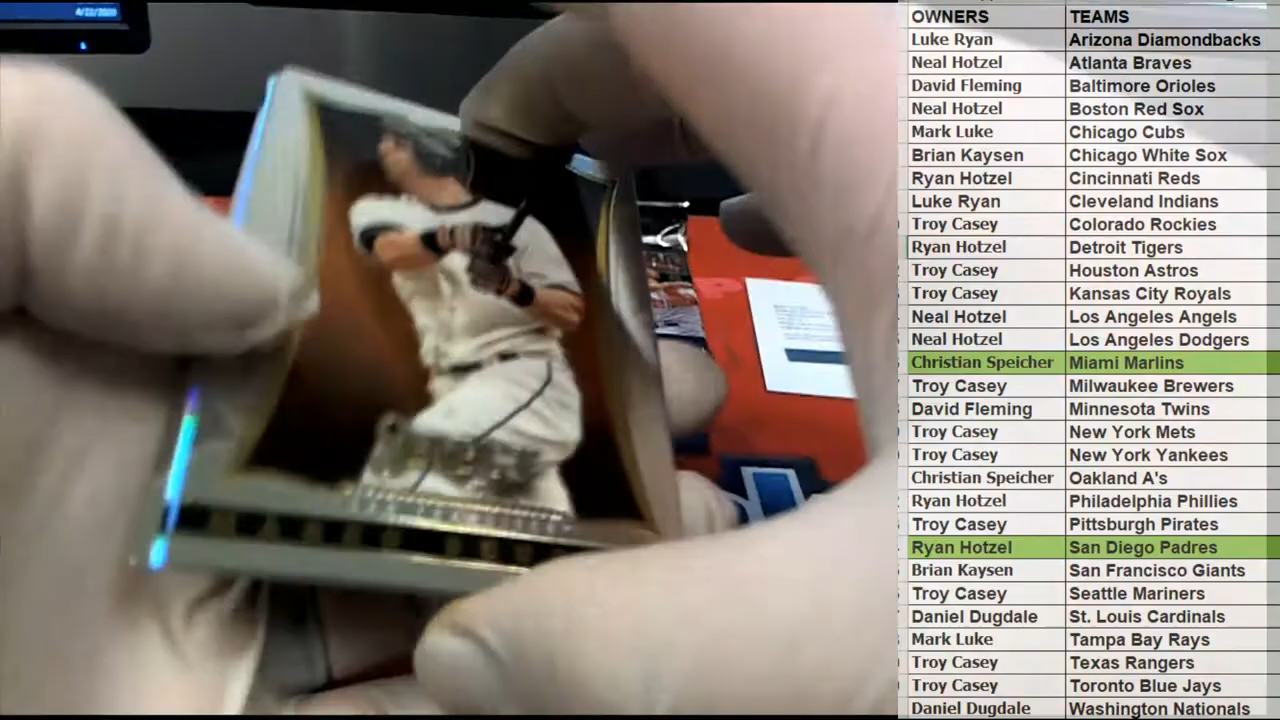 OWNERS TEAMS
Luke Ryan Arizona Diamondbacks
Neal Hotzel Atlanta Braves
David Fleming Baltimore Orioles
Neal Hotzel Boston Red Sox
Mark Luke Chicago Cubs
Brian Kaysen Chicago White Sox
Ryan Hotzel Cincinnati Reds
Luke Ryan Cleveland Indians
Troy Casey Colorado Rockies
Ryan Hotzel Detroit Tigers
Troy Casey Houston Astros
Troy Casey Kansas City Royals
Neal Hotzel Los Angeles Angels
Neal Hotzel Los Angeles Dodgers
Christian Speicher Miami Marlins
Troy Casey Milwaukee Brewers
David Fleming Minnesota Twins
Troy Casey New York Mets
Troy Casey New York Yankees
Christian Speicher Oakland A's
Ryan Hotzel Philadelphia Phillies
Troy Casey Pittsburgh Pirates
Ryan Hotzel San Diego Padres
Brian Kaysen San Francisco Giants
Troy Casey Seattle Mariners
Daniel Dugdale St. Louis Cardinals
Mark Luke Tampa Bay Rays
Troy Casey Texas Rangers
Troy Casey Toronto Blue Jays
Daniel Dugdale Washington Nationals